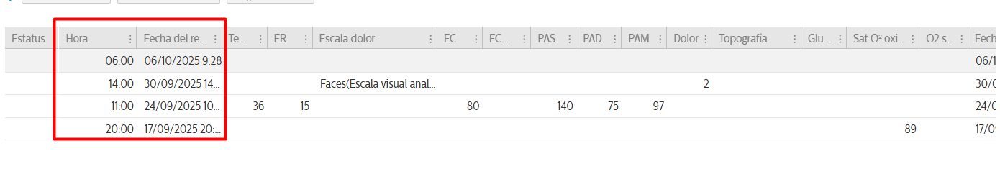 Estatus Hora Fecha del re... Te... FR Escala dolor FC FC ... PAS PAD PAM Dolor Topografía Glu... Sat O² oxi... O2 s... Fech
06:00 06/10/2025 9:28 06/1
14:00 30/09/2025 14... Faces(Escala visual anal... 2 30/0
11:00 24/09/2025 10... 36 15 80 140 75 97 24/0
20:00 17/09/2025 20:... 89 17/09